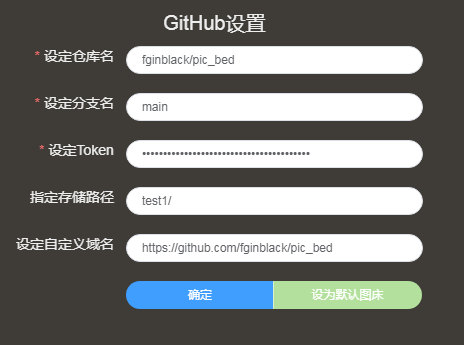 GitHub设置
* 设定仓库名 fginblack/pic_bed
* 设定分支名 main
* 设定Token ••••••••••••••••••••••••••••••••••••••••
指定存储路径 test1/
设定自定义域名 https://github.com/fginblack/pic_bed
确定 设为默认图床